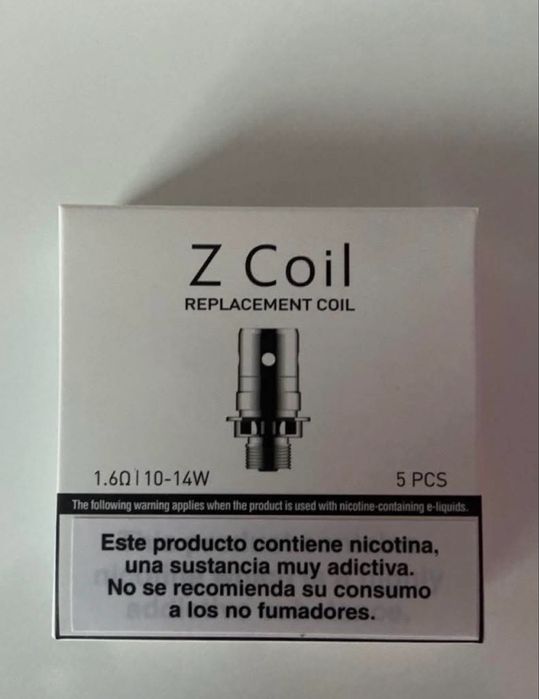 Z Coil
REPLACEMENT COIL
1.6Ω | 10-14W 5 PCS
The following warning applies when the product is used with nicotine-containing e-liquids.
Este producto contiene nicotina,
una sustancia muy adictiva.
No se recomienda su consumo
a los no fumadores.